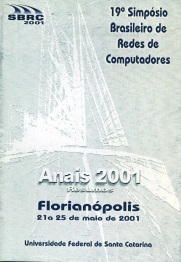 SBRC
2001
19º Simpósio
Brasileiro de
Redes de
Computadores
Anais 2001
Resumos
Florianópolis
21a 25 de maio de 2001
Universidade Federal de Santa Catarina